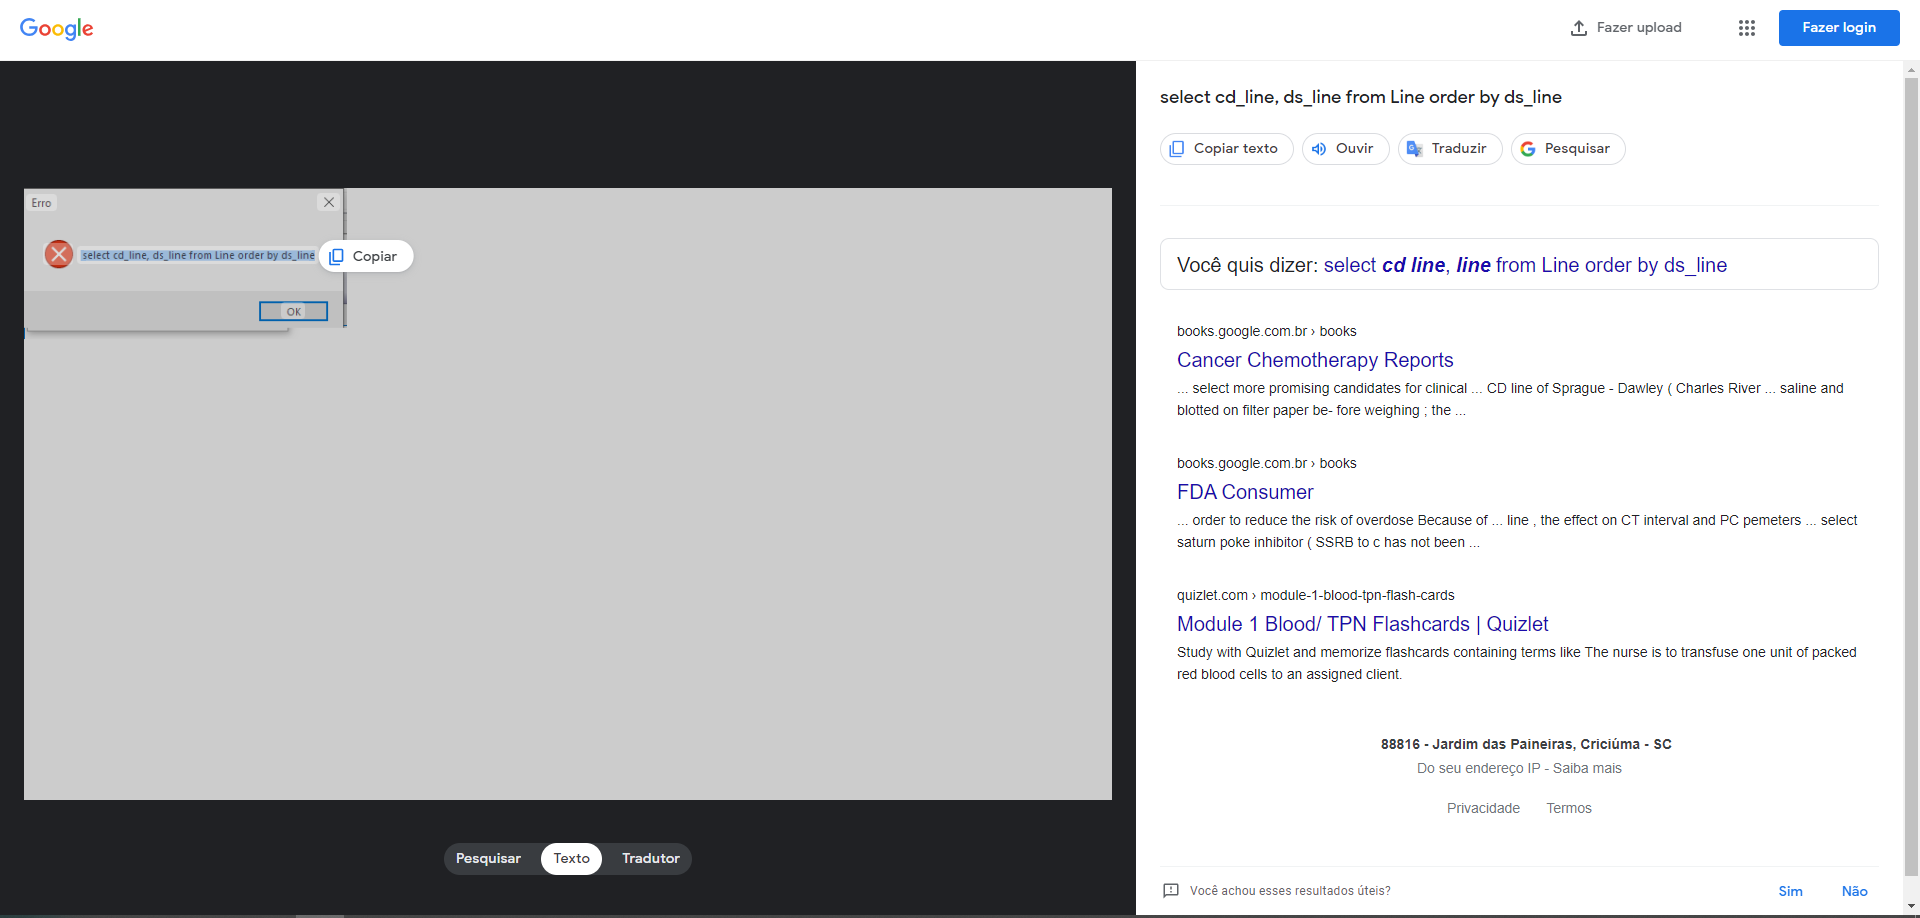 Google
Fazer upload
Fazer login
Erro
select cd_line, ds_line from Line order by ds_line
Copiar
OK
Pesquisar
Texto
Tradutor
select cd_line, ds_line from Line order by ds_line
Copiar texto
Ouvir
Traduzir
Pesquisar
Você quis dizer: select cd line, line from Line order by ds_line
books.google.com.br › books
Cancer Chemotherapy Reports
... select more promising candidates for clinical ... CD line of Sprague - Dawley ( Charles River ... saline and
blotted on filter paper be- fore weighing ; the ...
books.google.com.br › books
FDA Consumer
... order to reduce the risk of overdose Because of ... line , the effect on CT interval and PC pemeters ... select
saturn poke inhibitor ( SSRB to c has not been ...
quizlet.com › module-1-blood-tpn-flash-cards
Module 1 Blood/ TPN Flashcards | Quizlet
Study with Quizlet and memorize flashcards containing terms like The nurse is to transfuse one unit of packed
red blood cells to an assigned client.
88816 - Jardim das Paineiras, Criciúma - SC
Do seu endereço IP - Saiba mais
Privacidade Termos
Você achou esses resultados úteis?
Sim
Não